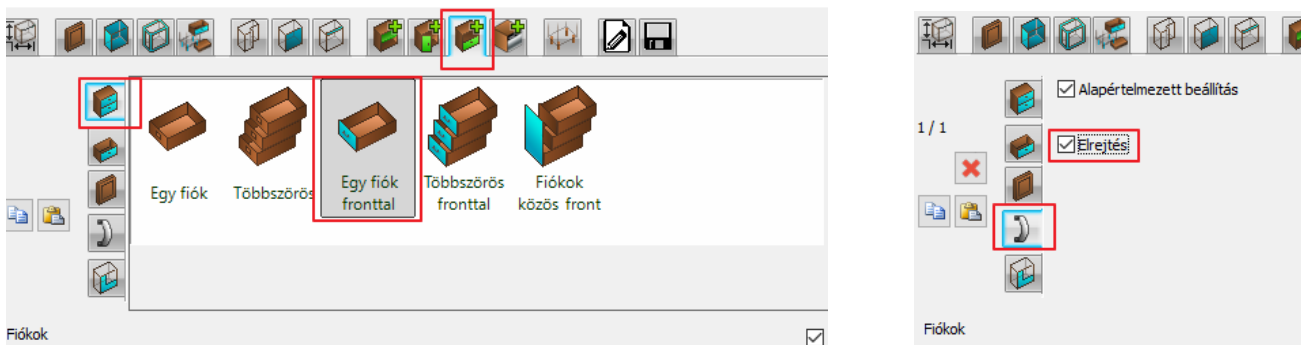 Egy fiók
Többszörös
Egy fiók
fronttal
Többszörös
fronttal
Fiókok
közös front
Fiókok
Alapértelmezett beállítás
1 / 1
Elrejtés
Fiókok